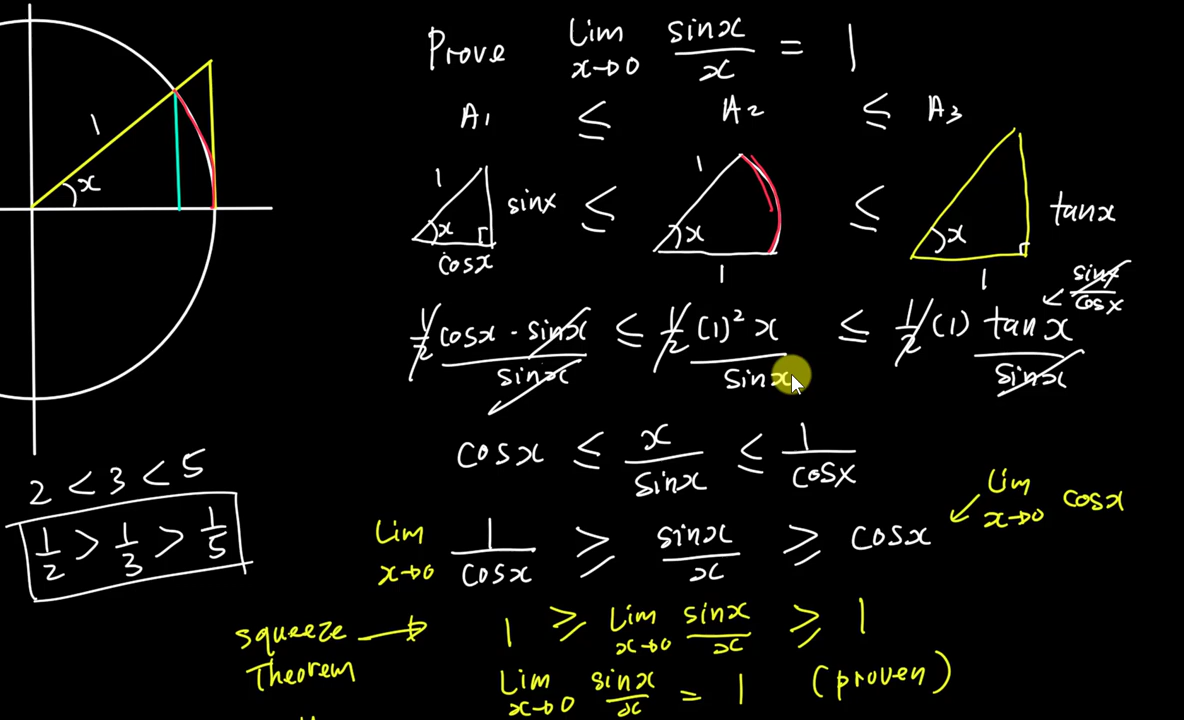 Prove Lim x→0 sinx/x = 1
A1 ≤ A2 ≤ A3
1 x cosx sinx ≤ 1 x 1 ≤ x 1 tanx
1 x
sinx/cosx
1/2 cosx · sinx / sinx ≤ 1/2 (1)² x / sinx ≤ 1/2 (1) tanx / sinx
cosx ≤ x/sinx ≤ 1/cosx
2 < 3 < 5
1/2 > 1/3 > 1/5
Lim x→0 1/cosx ≥ sinx/x ≥ cosx
Lim x→0 cosx
squeeze Theorem → 1 ≥ Lim x→0 sinx/x ≥ 1
Lim x→0 sinx/x = 1 (proven)